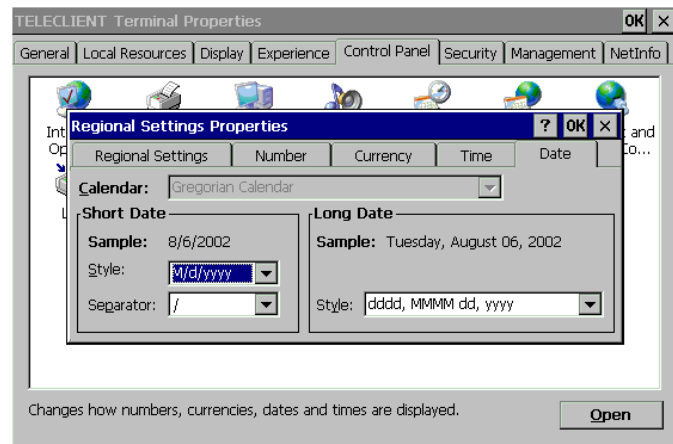 TELECLIENT Terminal Properties OK ×
General Local Resources Display Experience Control Panel Security Management NetInfo
Regional Settings Properties ? OK ×
Int and
Op Co...
Regional Settings Number Currency Time Date
Calendar: Gregorian Calendar
Short Date Long Date
Sample: 8/6/2002 Sample: Tuesday, August 06, 2002
Style: M/d/yyyy
Separator: / Style: dddd, MMMM dd, yyyy
Changes how numbers, currencies, dates and times are displayed. Open